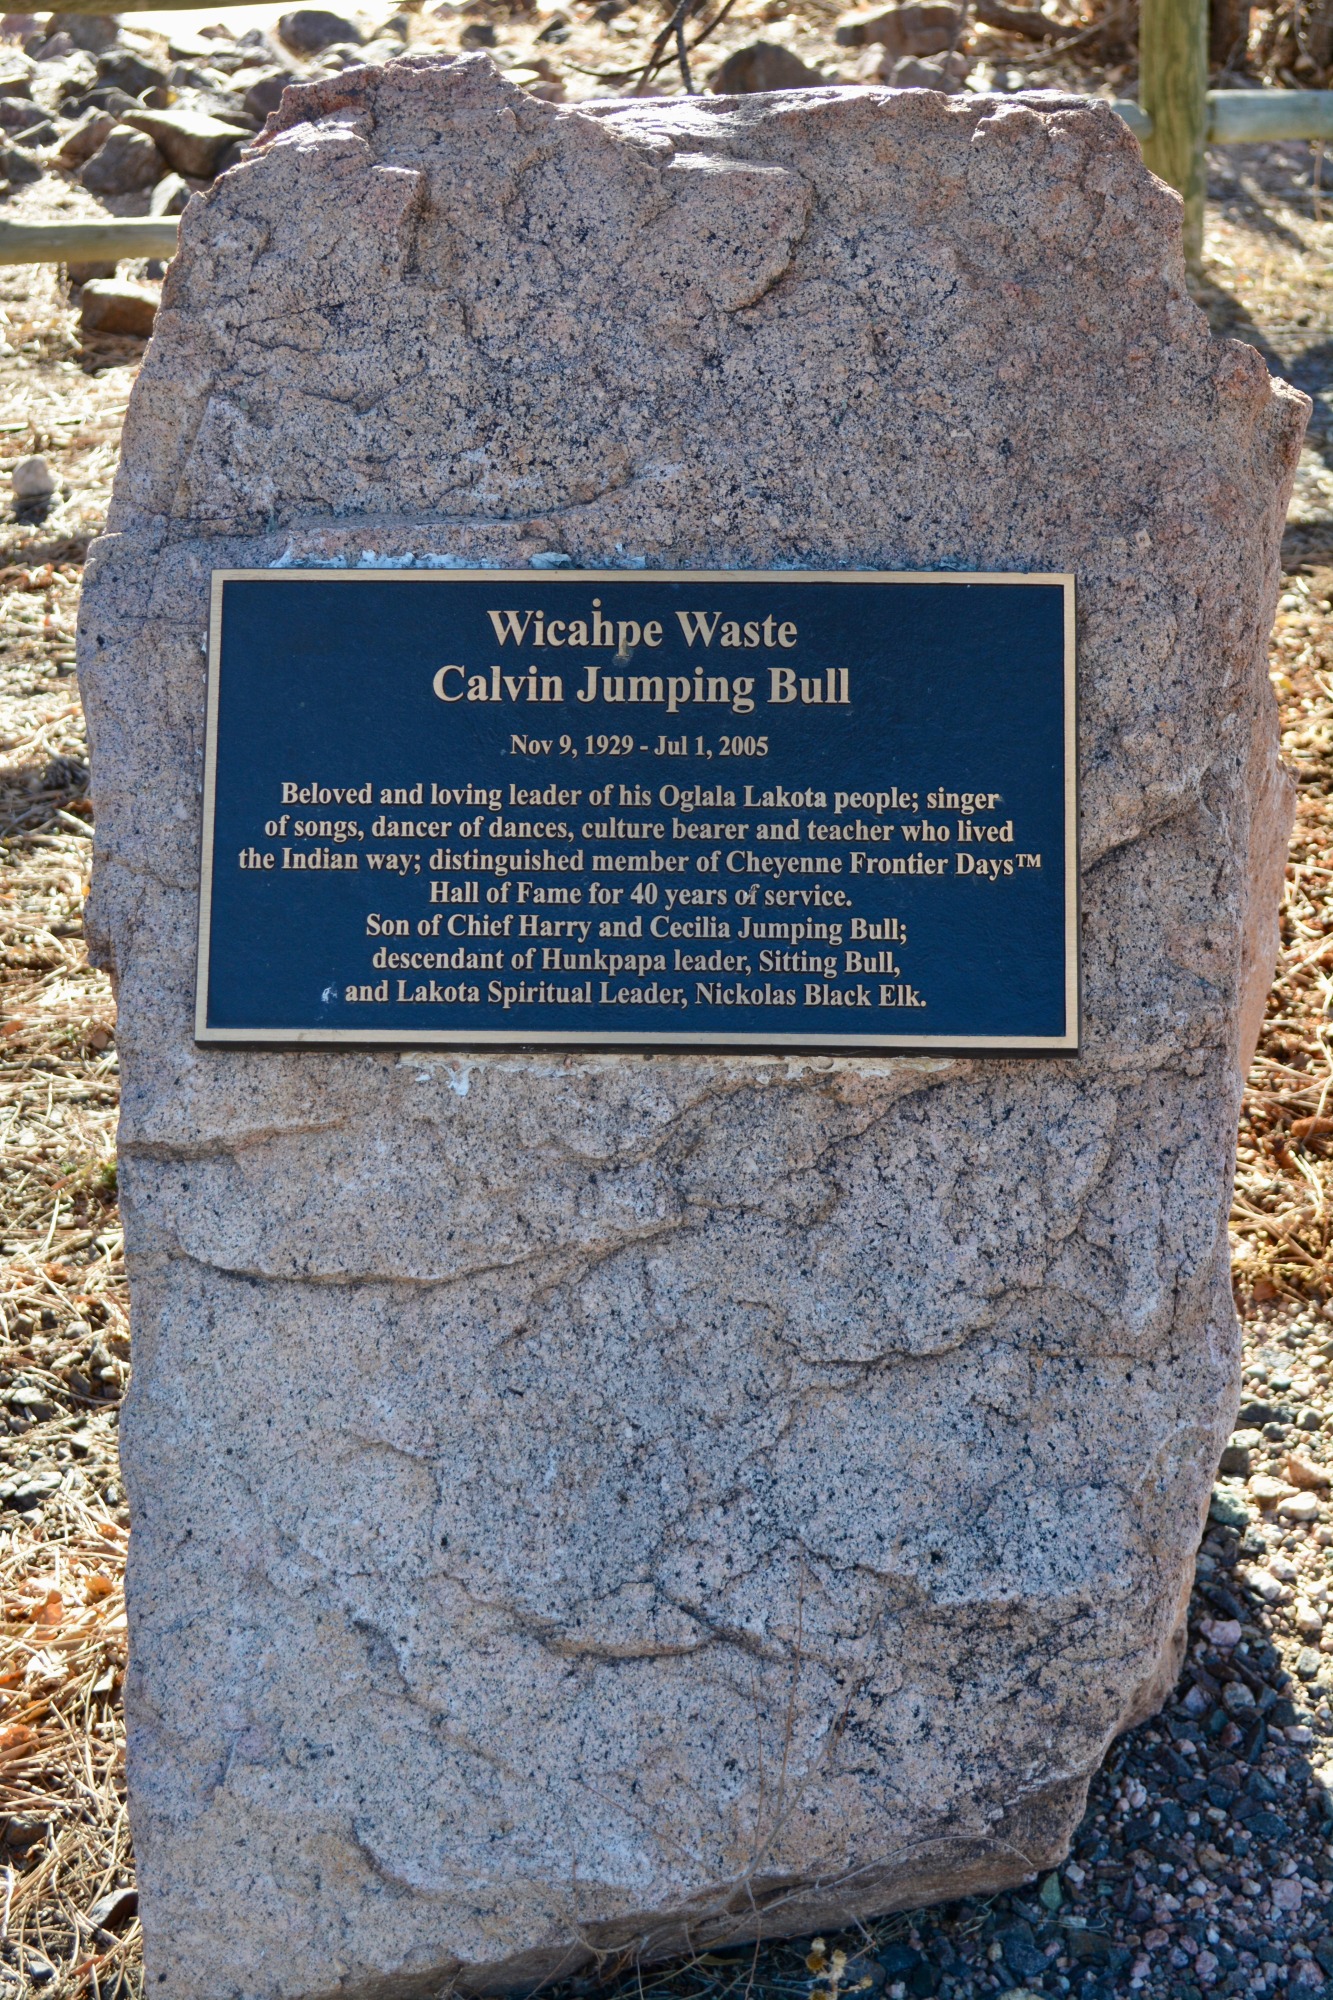 Wicaḣpe Waste
Calvin Jumping Bull
Nov 9, 1929 - Jul 1, 2005
Beloved and loving leader of his Oglala Lakota people; singer
of songs, dancer of dances, culture bearer and teacher who lived
the Indian way; distinguished member of Cheyenne Frontier Days™
Hall of Fame for 40 years of service.
Son of Chief Harry and Cecilia Jumping Bull;
descendant of Hunkpapa leader, Sitting Bull,
and Lakota Spiritual Leader, Nickolas Black Elk.